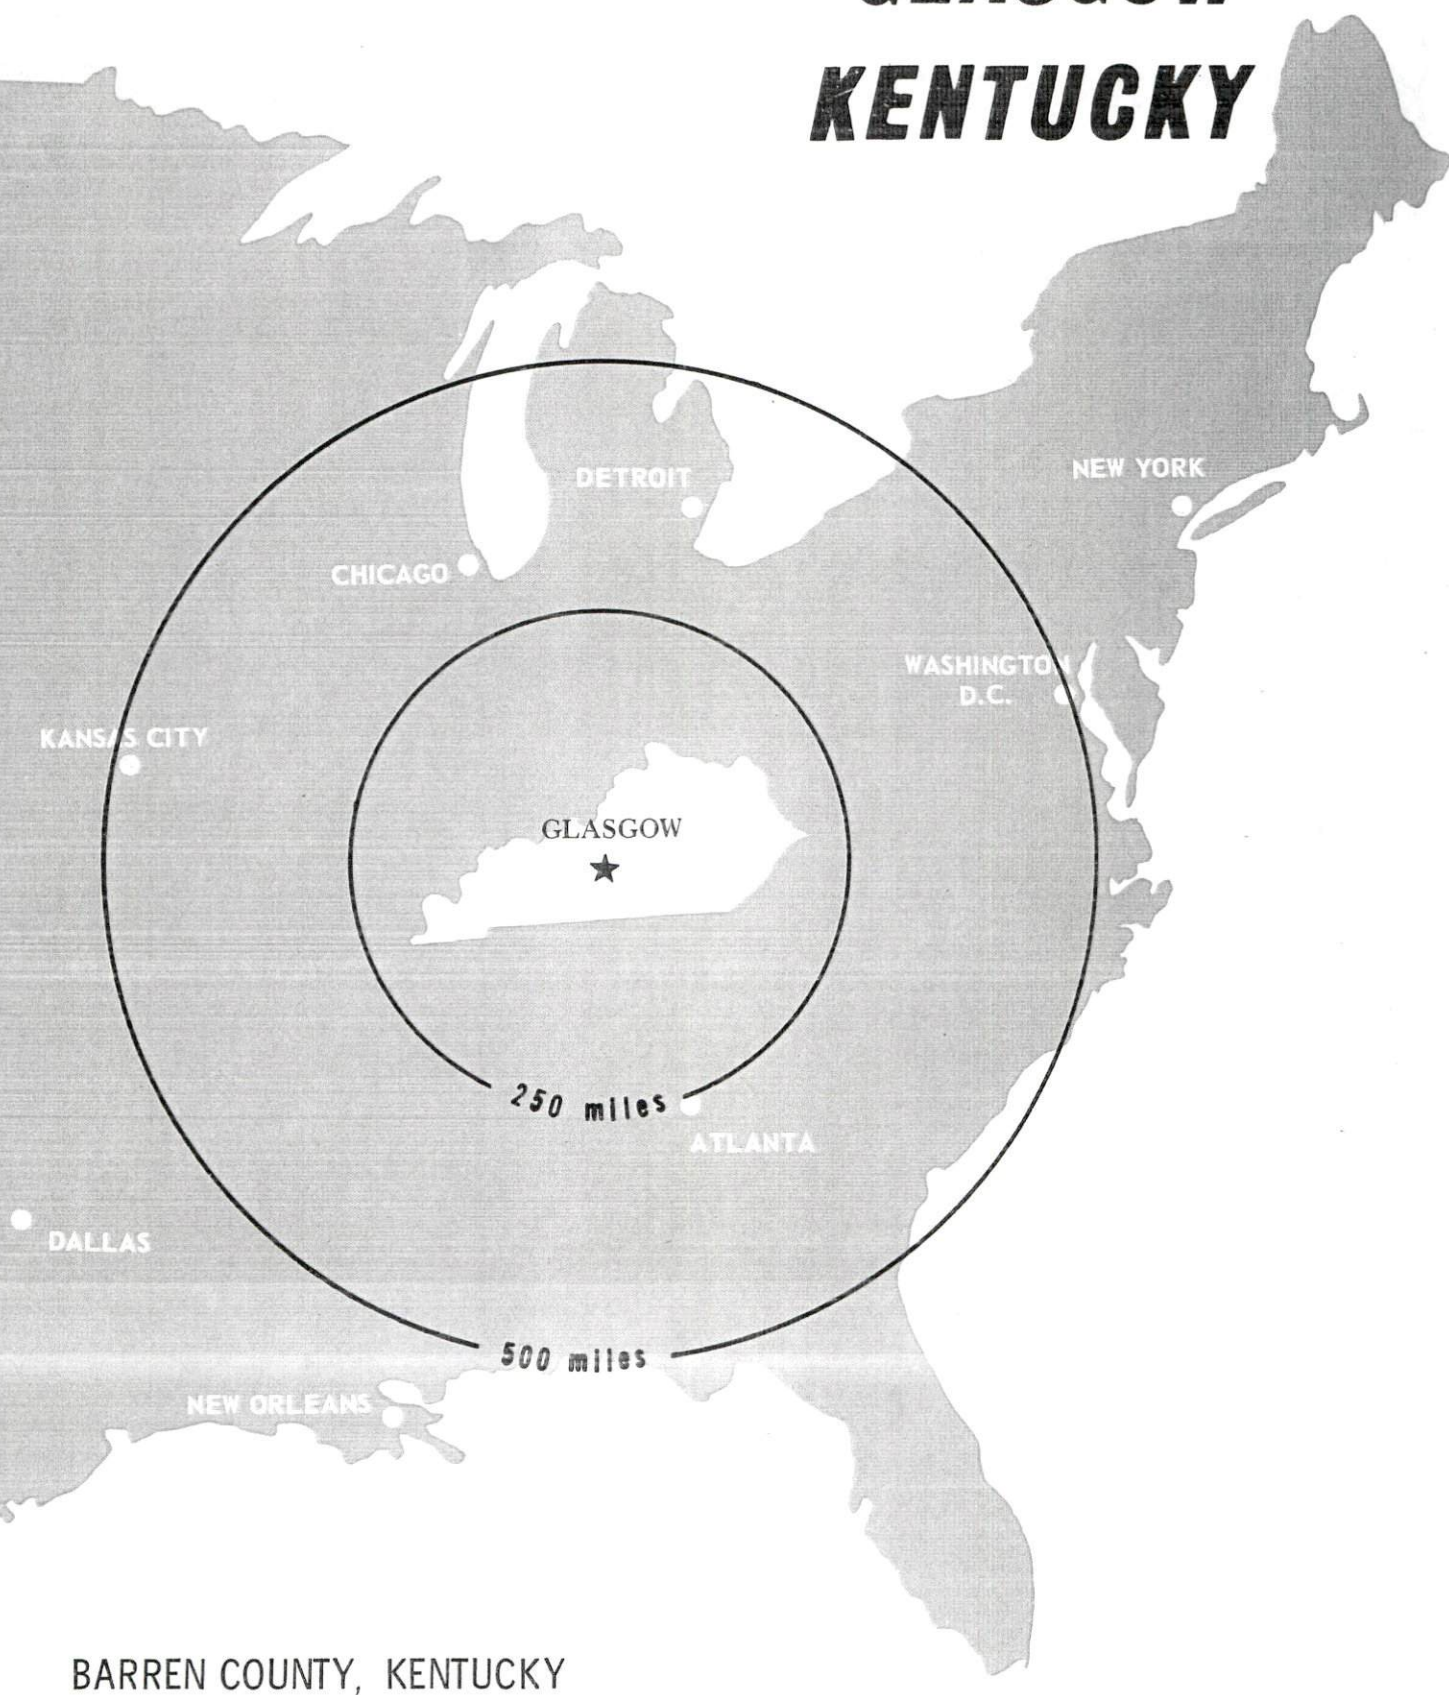 GLASGOW
KENTUCKY
DETROIT
NEW YORK
CHICAGO
WASHINGTON
D.C.
KANSAS CITY
GLASGOW
250 miles
ATLANTA
DALLAS
500 miles
NEW ORLEANS
BARREN COUNTY, KENTUCKY